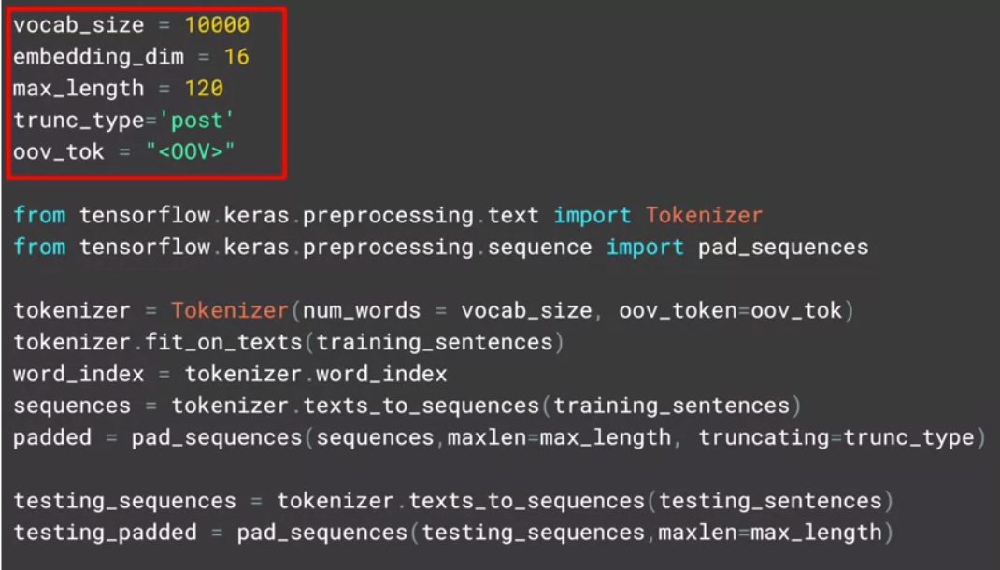 vocab_size = 10000
embedding_dim = 16
max_length = 120
trunc_type='post'
oov_tok = "<OOV>"
from tensorflow.keras.preprocessing.text import Tokenizer
from tensorflow.keras.preprocessing.sequence import pad_sequences
tokenizer = Tokenizer(num_words = vocab_size, oov_token=oov_tok)
tokenizer.fit_on_texts(training_sentences)
word_index = tokenizer.word_index
sequences = tokenizer.texts_to_sequences(training_sentences)
padded = pad_sequences(sequences,maxlen=max_length, truncating=trunc_type)
testing_sequences = tokenizer.texts_to_sequences(testing_sentences)
testing_padded = pad_sequences(testing_sequences,maxlen=max_length)